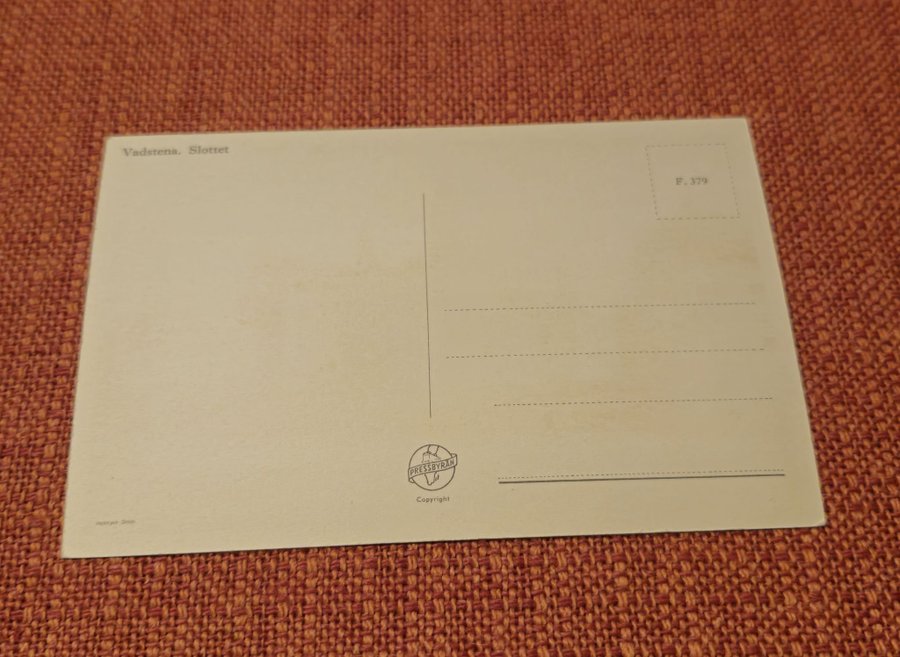 Vadstena. Slottet
F. 379
PRESSBYRÅN
Copyright